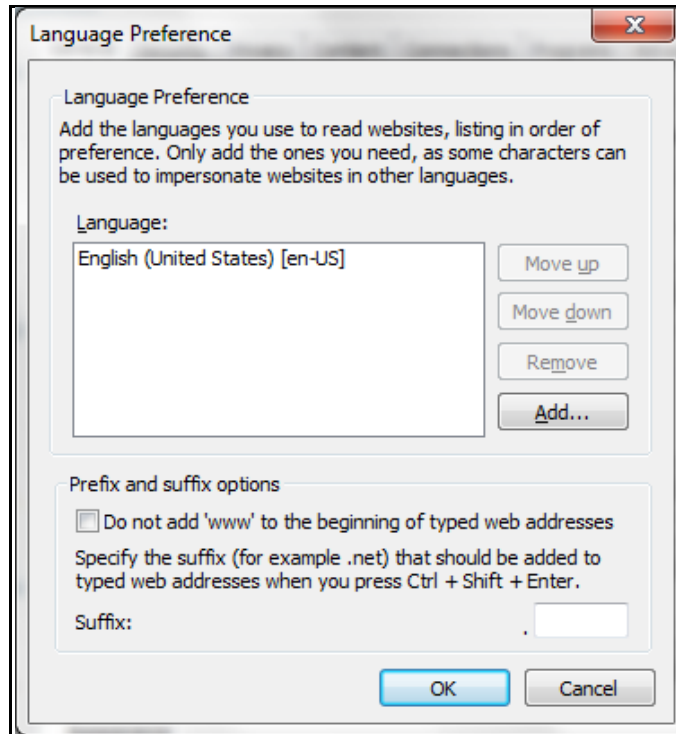 Language Preference
Language Preference
Add the languages you use to read websites, listing in order of
preference. Only add the ones you need, as some characters can
be used to impersonate websites in other languages.
Language:
English (United States) [en-US]
Move up
Move down
Remove
Add...
Prefix and suffix options
Do not add 'www' to the beginning of typed web addresses
Specify the suffix (for example .net) that should be added to
typed web addresses when you press Ctrl + Shift + Enter.
Suffix: .
OK Cancel